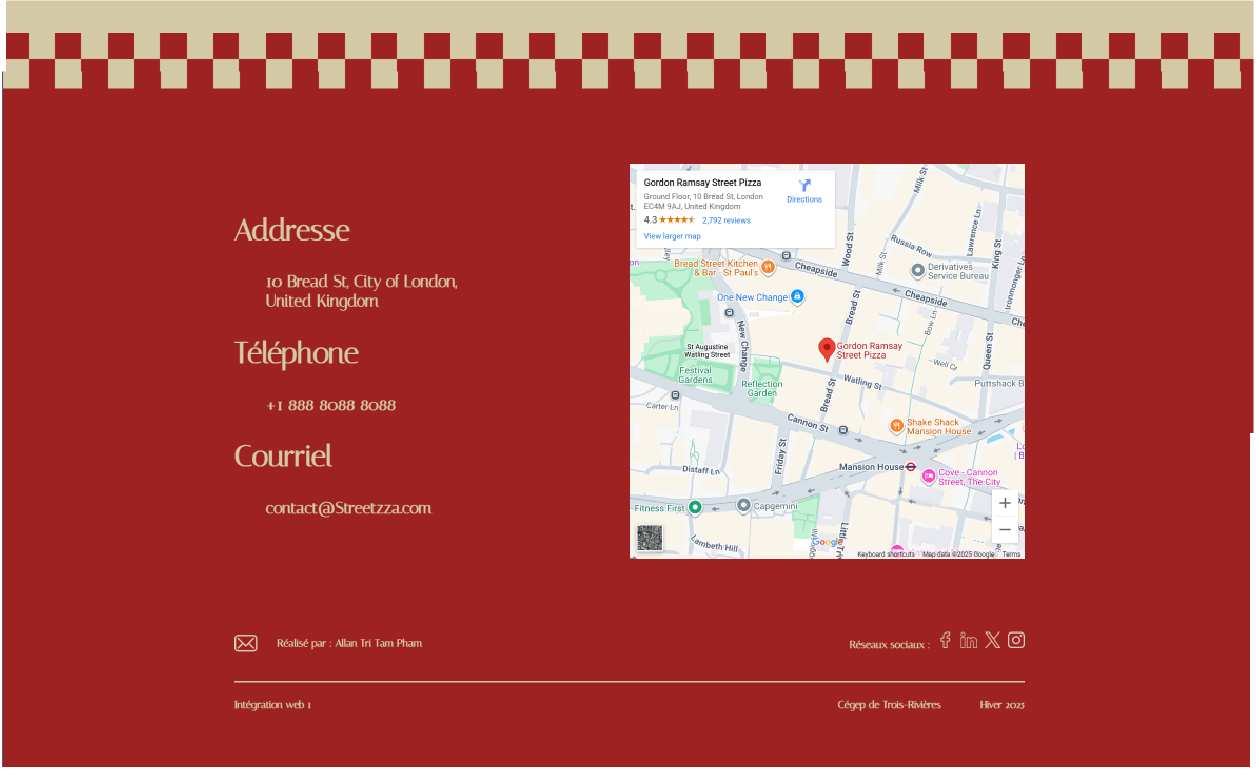 Addresse
10 Bread St, City of London,
United Kingdom
Téléphone
+1 888 8088 8088
Courriel
contact@Streetzza.com
Gordon Ramsay Street Pizza
Ground Floor, 10 Bread St, London
EC4M 9AJ, United Kingdom
4.3
2,792 reviews
View larger map
Directions
Milk St
Wood St
Russia Row
Lawrence Ln
King St
Ironmonger Ln
Milk St
Derivatives
Service Bureau
Bread Street Kitchen
& Bar - St Paul's
Cheapside
Cheapside
One New Change
New Change
Bread St
Bow Ln
Queen St
St Augustine
Watling Street
Gordon Ramsay
Street Pizza
Well Ct
Festival
Gardens
Reflection
Garden
Watling St
Puttshack B
Carter Ln
Bread St
Cannon St
Shake Shack
Mansion House
Friday St
Distaff Ln
Mansion House
Cove - Cannon
Street, The City
Fitness First
Capgemini
Lambeth Hill
Google
Keyboard shortcuts
Map data ©2025 Google
Terms
Réalisé par : Allan Tri Tam Pham
Réseaux sociaux :
Intégration web 1
Cégep de Trois-Rivières
Hiver 2025